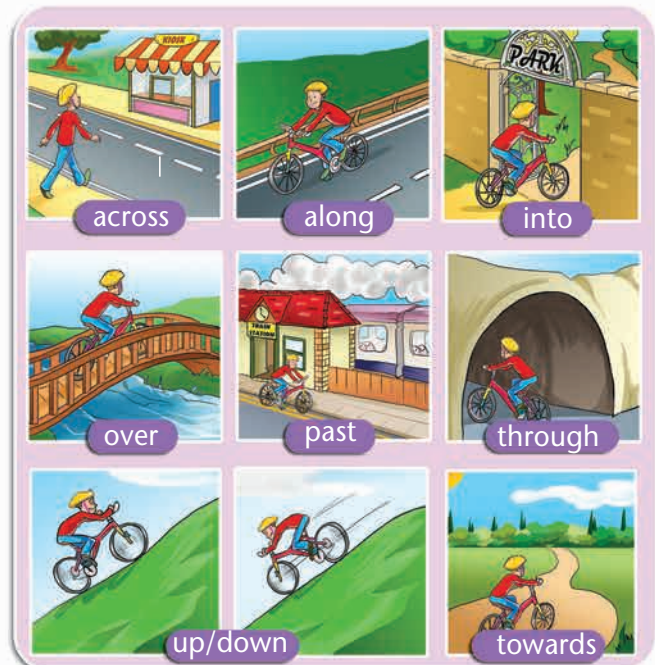 KIOSK
PARK
across
along
into
TRAIN
STATION
over
past
through
up/down
towards